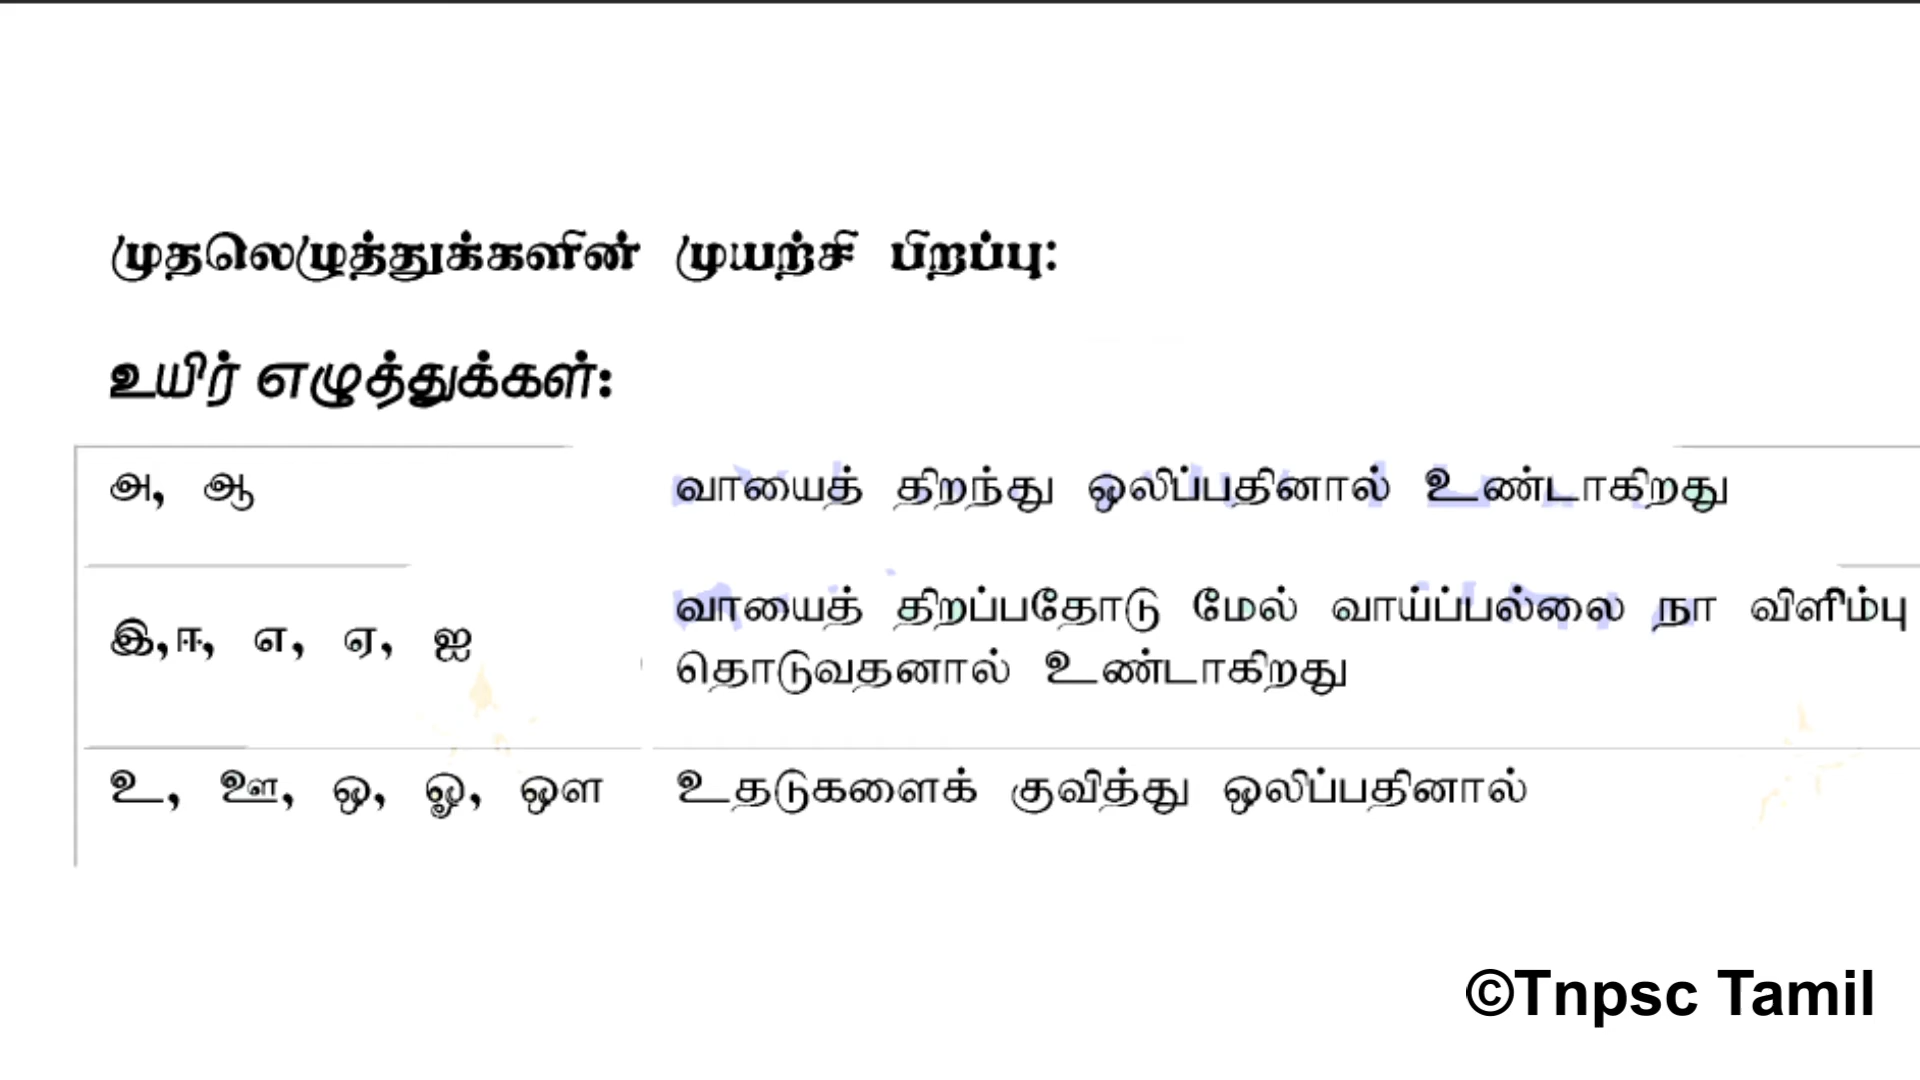 முதலெழுத்துக்களின் முயற்சி பிறப்பு:
உயிர் எழுத்துக்கள்:
அ, ஆ வாயைத் திறந்து ஒலிப்பதினால் உண்டாகிறது
இ,ஈ, எ, ஏ, ஐ வாயைத் திறப்பதோடு மேல் வாய்ப்பல்லை நா விளிம்பு
தொடுவதனால் உண்டாகிறது
உ, ஊ, ஒ, ஓ, ஔ உதடுகளைக் குவித்து ஒலிப்பதினால்
©Tnpsc Tamil